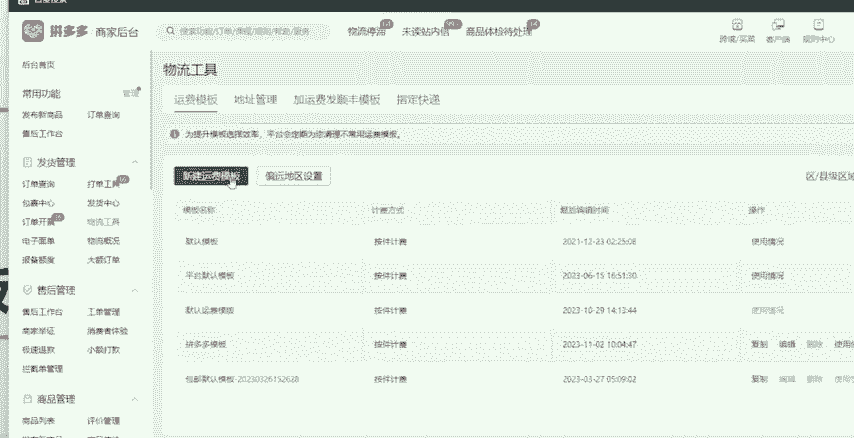 拼多多 商家后台 搜索功能/订单/课程/规则/帮助/服务 物流停滞 未读站内信 99+ 商品体检待处理
跨境/买菜 客户端 规则中心
后台首页
常用功能 管理
发布新商品 订单查询
售后工作台
发货管理
订单查询 打单工具
包裹中心 发货中心
订单开票 物流工具
电子面单 物流概况
报备额度 大额订单
售后管理
售后工作台 工单管理
商家举证 消费者体验
极速退款 小额打款
拦截单管理
商品管理
商品列表 评价管理
物流工具
运费模板 地址管理 加运费发顺丰模板 指定快递
为提升模板选择效率，平台会定期为您清理不常用运费模板。
新建运费模板 偏远地区设置 区/县级区域
模板名称 计费方式 最后编辑时间 操作
默认模板 按件计费 2021-12-23 02:25:08 使用情况
平台默认模板 按件计费 2023-06-15 16:51:30 使用情况
默认运费模板 按件计费 2023-10-29 14:13:44 使用情况
拼多多模板 按件计费 2023-11-02 10:04:47 复制 编辑 删除 使用
包邮默认模板-20230326152628 按件计费 2023-03-27 05:09:02 复制 编辑 删除 使用